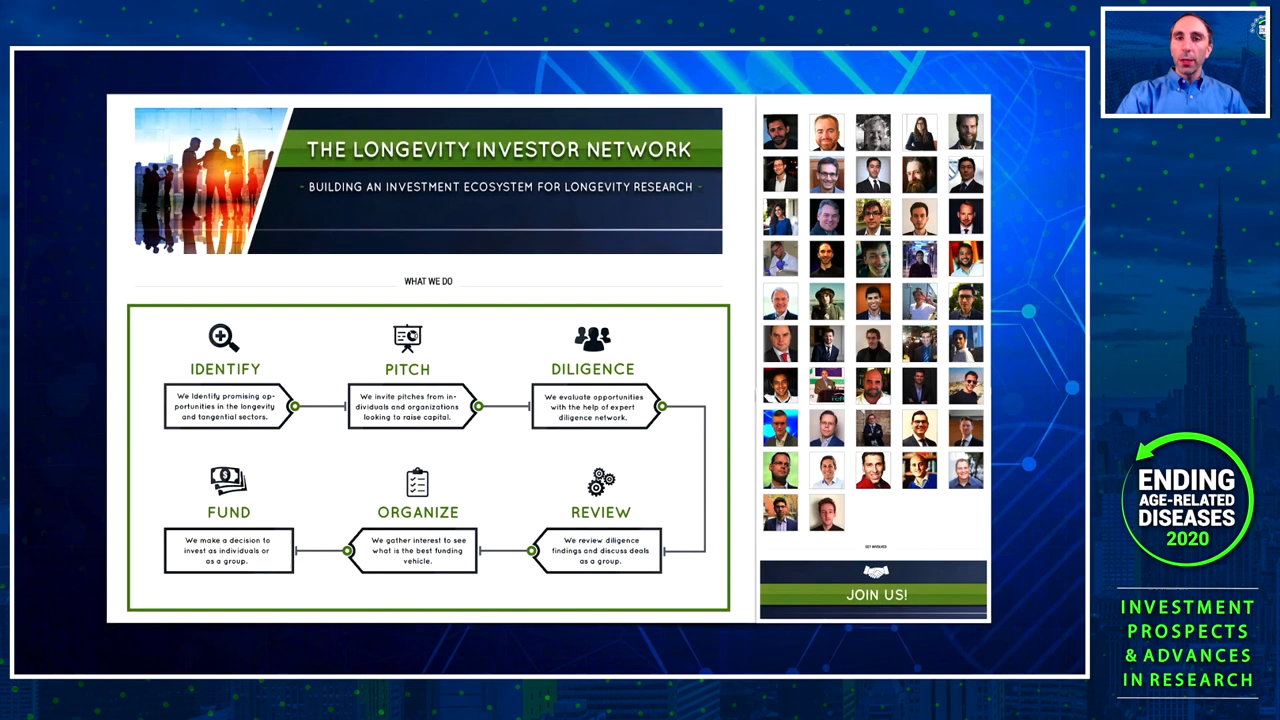 THE LONGEVITY INVESTOR NETWORK
- BUILDING AN INVESTMENT ECOSYSTEM FOR LONGEVITY RESEARCH -
WHAT WE DO
IDENTIFY
We Identify promising op-
portunities in the longevity
and tangential sectors.
PITCH
We invite pitches from in-
dividuals and organizations
looking to raise capital.
DILIGENCE
We evaluate opportunities
with the help of expert
diligence network.
FUND
We make a decision to
invest as individuals or
as a group.
ORGANIZE
We gather interest to see
what is the best funding
vehicle.
REVIEW
We review diligence
findings and discuss deals
as a group.
GET INVOLVED
JOIN US!
ENDING
AGE-RELATED
DISEASES
2020
INVESTMENT
PROSPECTS
& ADVANCES
IN RESEARCH